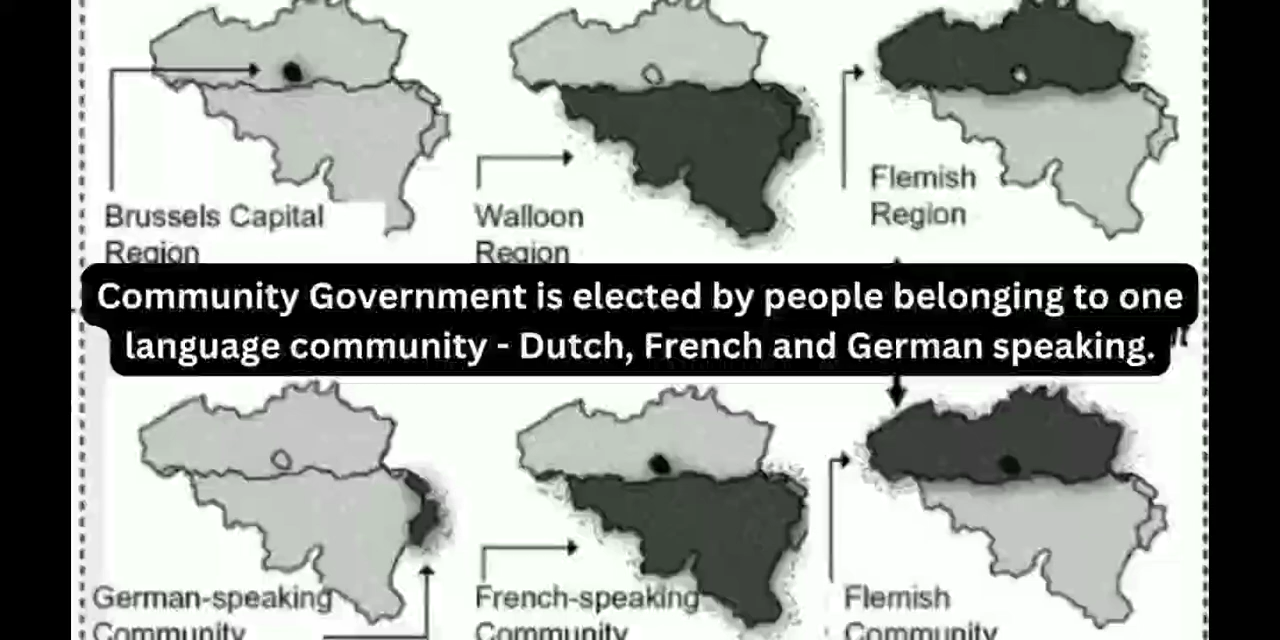 Brussels Capital
Region
Walloon
Region
Flemish
Region
Community Government is elected by people belonging to one
language community - Dutch, French and German speaking.
German-speaking
Community
French-speaking
Community
Flemish
Community